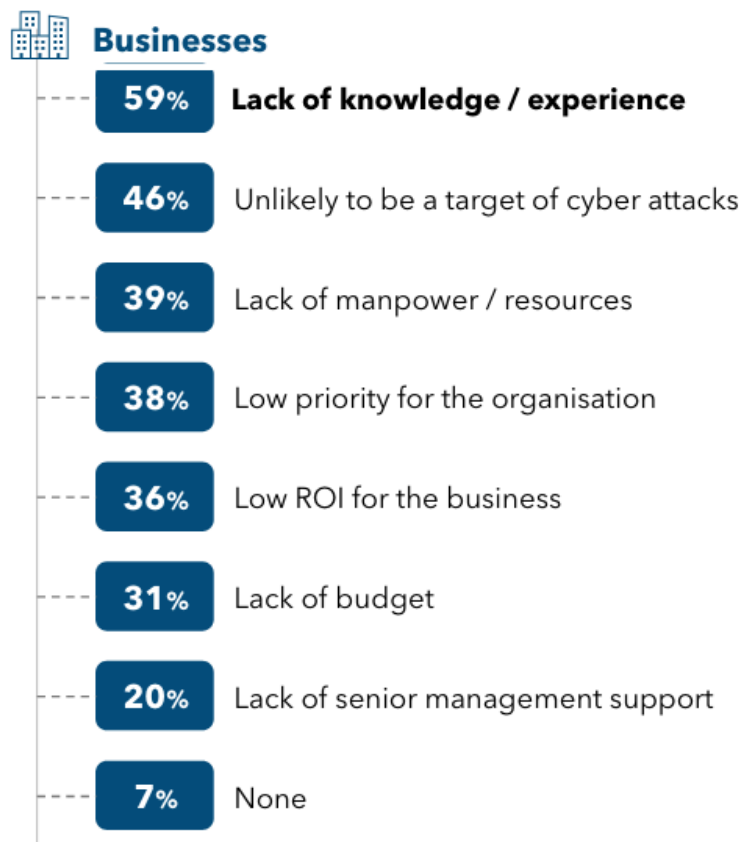 Businesses
59% Lack of knowledge / experience
46% Unlikely to be a target of cyber attacks
39% Lack of manpower / resources
38% Low priority for the organisation
36% Low ROI for the business
31% Lack of budget
20% Lack of senior management support
7% None